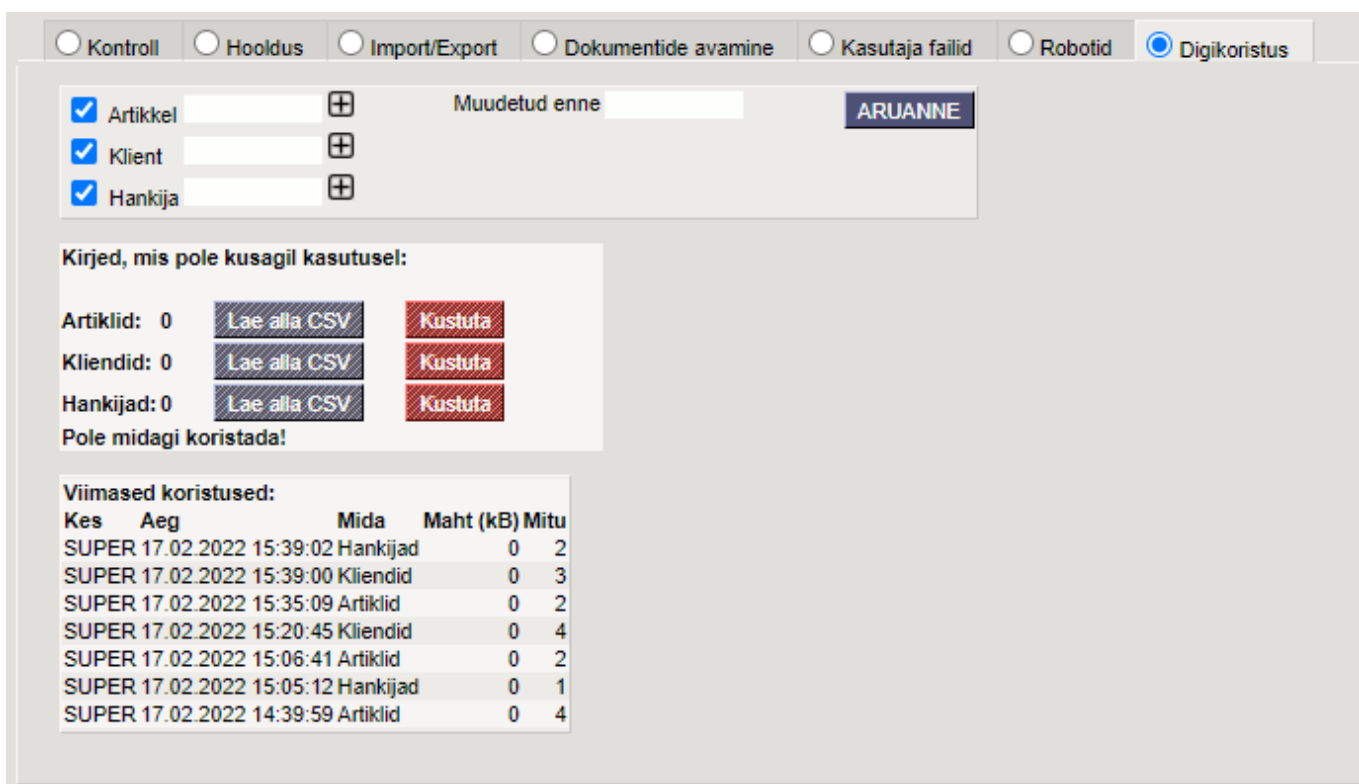 Kontroll Hooldus Import/Export Dokumentide avamine Kasutaja failid Robotid Digikoristus
Artikkel Muudetud enne ARUANNE
Klient
Hankija
Kirjed, mis pole kusagil kasutusel:
Artiklid: 0 Lae alla CSV Kustuta
Kliendid: 0 Lae alla CSV Kustuta
Hankijad: 0 Lae alla CSV Kustuta
Pole midagi koristada!
Viimased koristused:
Kes Aeg Mida Maht (kB) Mitu
SUPER 17.02.2022 15:39:02 Hankijad 0 2
SUPER 17.02.2022 15:39:00 Kliendid 0 3
SUPER 17.02.2022 15:35:09 Artiklid 0 2
SUPER 17.02.2022 15:20:45 Kliendid 0 4
SUPER 17.02.2022 15:06:41 Artiklid 0 2
SUPER 17.02.2022 15:05:12 Hankijad 0 1
SUPER 17.02.2022 14:39:59 Artiklid 0 4